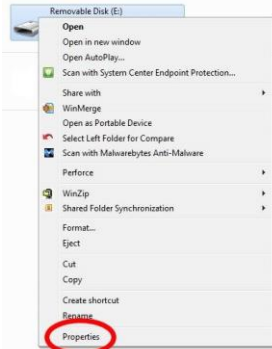 Removable Disk (E:)
Open
Open in new window
Open AutoPlay...
Scan with System Center Endpoint Protection...
Share with
WinMerge
Open as Portable Device
Select Left Folder for Compare
Scan with Malwarebytes Anti-Malware
Perforce
WinZip
Shared Folder Synchronization
Format...
Eject
Cut
Copy
Create shortcut
Rename
Properties